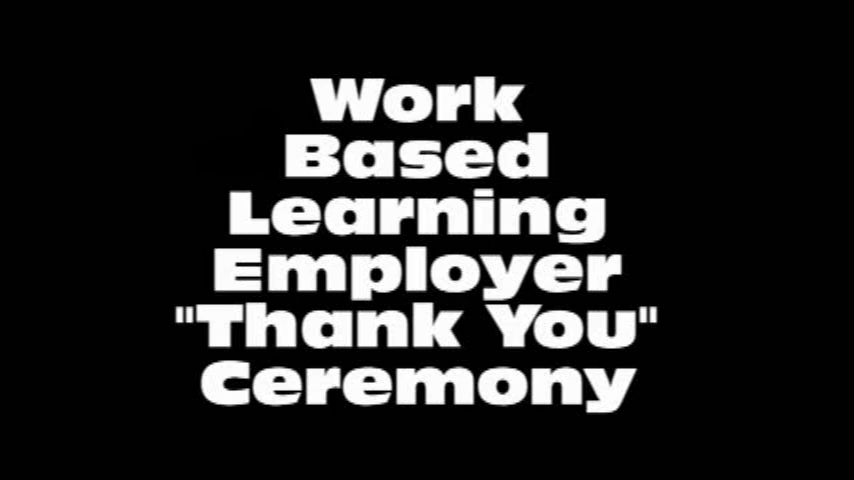 Work
Based
Learning
Employer
"Thank You"
Ceremony